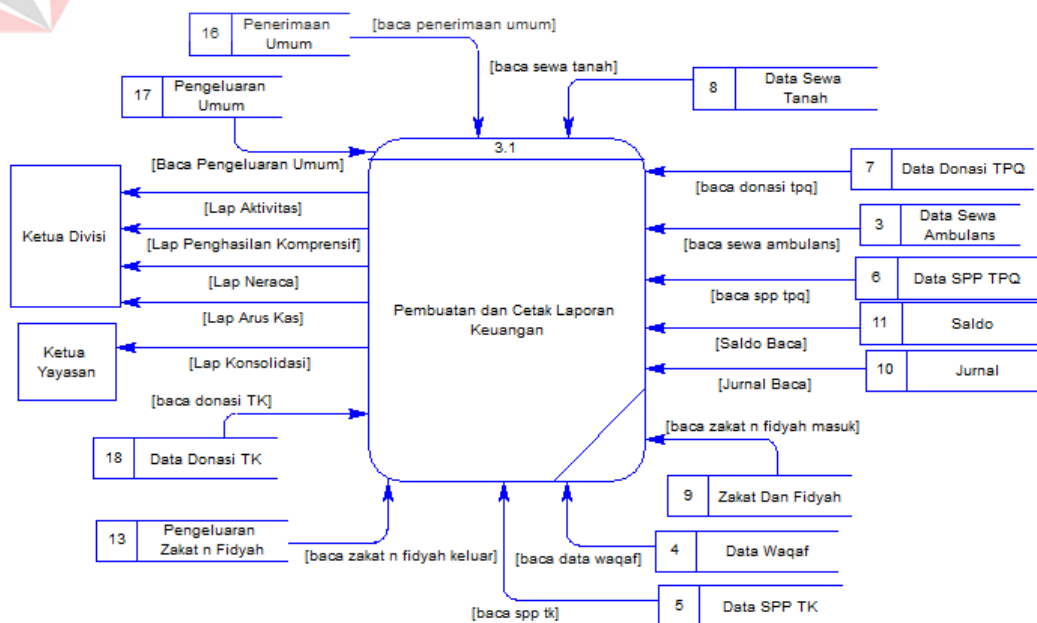 16
Penerimaan
Umum
[baca penerimaan umum]
[baca sewa tanah]
8
Data Sewa
Tanah
17
Pengeluaran
Umum
[Baca Pengeluaran Umum]
3.1
7
Data Donasi TPQ
[baca donasi tpq]
Ketua Divisi
[Lap Aktivitas]
[Lap Penghasilan Komprensif]
[Lap Neraca]
[Lap Arus Kas]
3
Data Sewa
Ambulans
[baca sewa ambulans]
6
Data SPP TPQ
[baca spp tpq]
Pembuatan dan Cetak Laporan
Keuangan
11
Saldo
[Saldo Baca]
Ketua
Yayasan
[Lap Konsolidasi]
10
Jurnal
[Jurnal Baca]
[baca donasi TK]
18
Data Donasi TK
[baca zakat n fidyah masuk]
9
Zakat Dan Fidyah
13
Pengeluaran
Zakat n Fidyah
[baca zakat n fidyah keluar]
[baca data waqaf]
4
Data Waqaf
[baca spp tk]
5
Data SPP TK